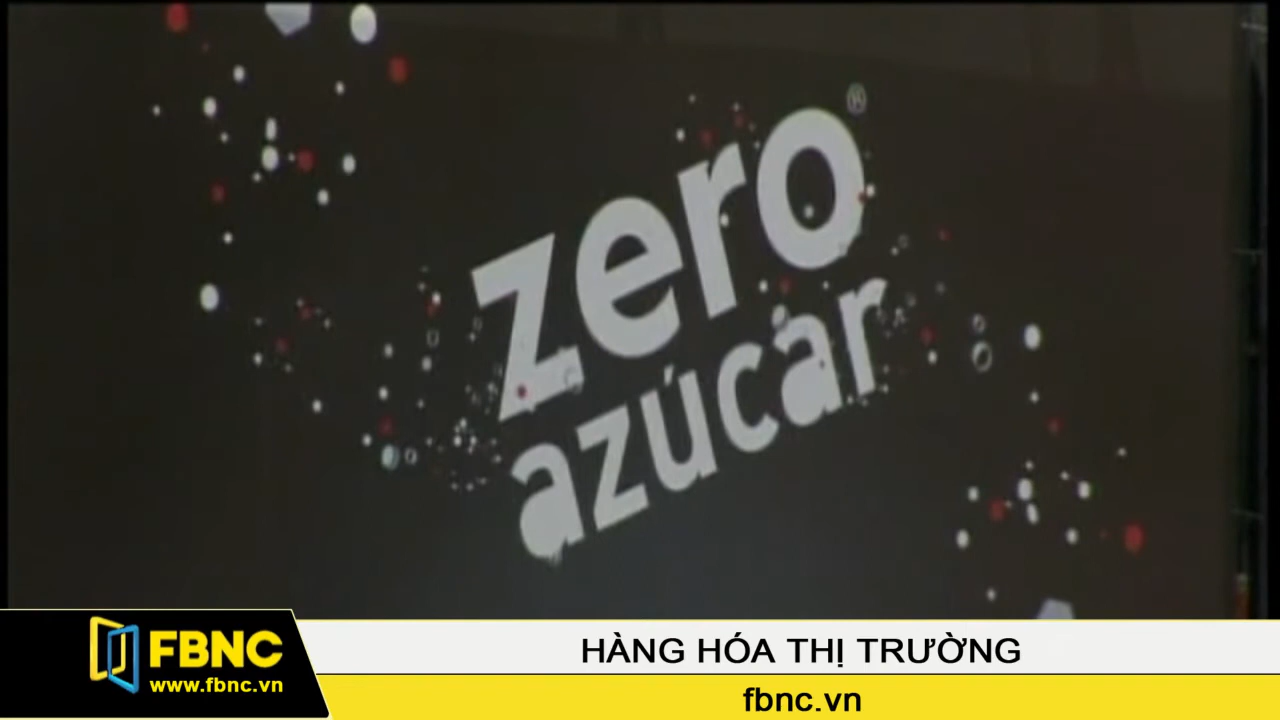 zero®
azúcar
FBNC
www.fbnc.vn
HÀNG HÓA THỊ TRƯỜNG
fbnc.vn